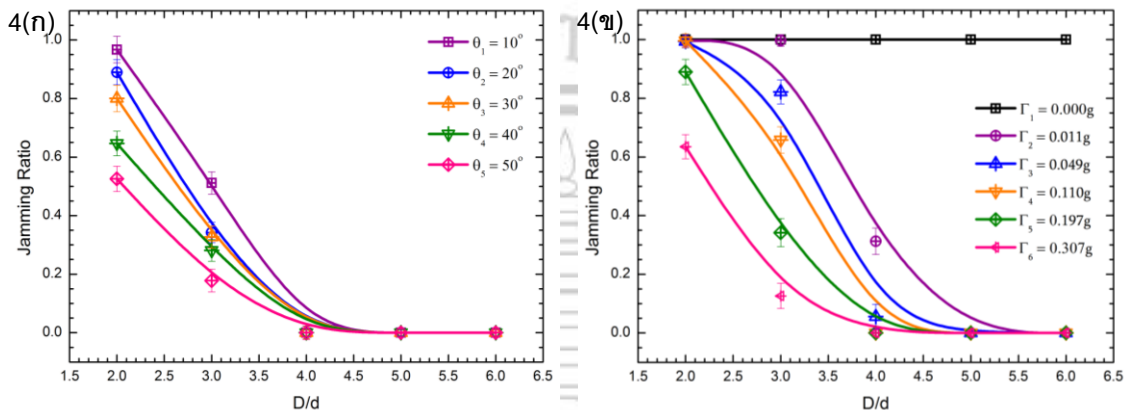 4(ก)
1.0
0.8
0.6
0.4
0.2
0.0
Jamming Ratio
1.5 2.0 2.5 3.0 3.5 4.0 4.5 5.0 5.5 6.0 6.5
D/d
θ₁ = 10°
θ₂ = 20°
θ₃ = 30°
θ₄ = 40°
θ₅ = 50°
4(ข)
1.0
0.8
0.6
0.4
0.2
0.0
Jamming Ratio
1.5 2.0 2.5 3.0 3.5 4.0 4.5 5.0 5.5 6.0 6.5
D/d
Γ₁ = 0.000g
Γ₂ = 0.011g
Γ₃ = 0.049g
Γ₄ = 0.110g
Γ₅ = 0.197g
Γ₆ = 0.307g